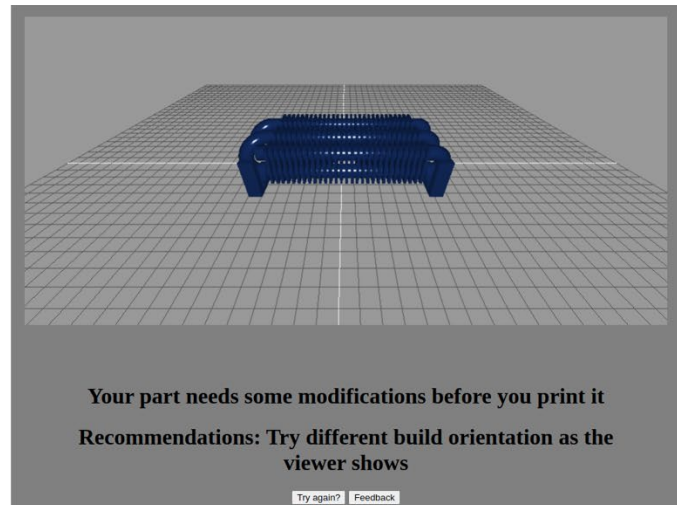 Your part needs some modifications before you print it
Recommendations: Try different build orientation as the
viewer shows
Try again? Feedback